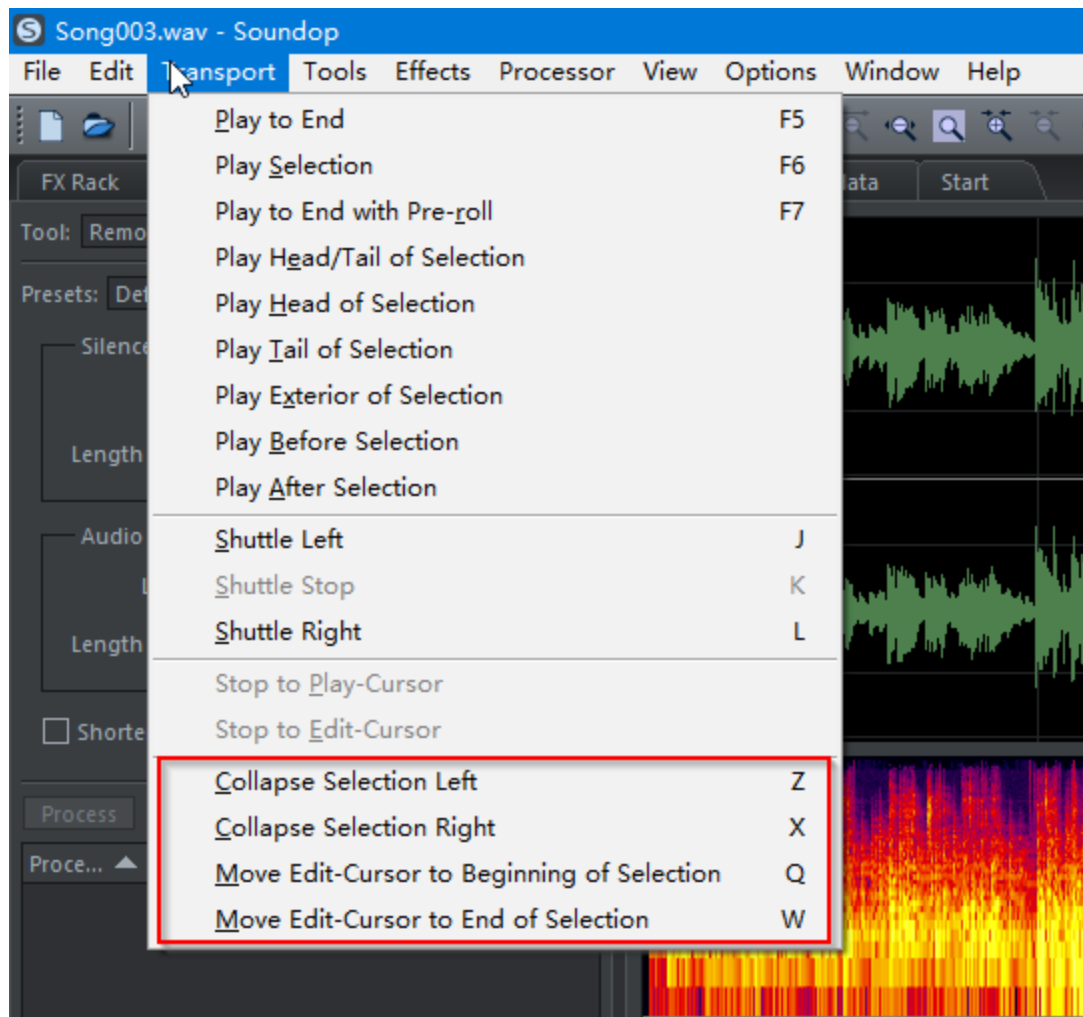 Song003.wav - Soundop
File Edit Transport Tools Effects Processor View Options Window Help
Play to End F5
Play Selection F6
Play to End with Pre-roll F7
Play Head/Tail of Selection
Play Head of Selection
Play Tail of Selection
Play Exterior of Selection
Play Before Selection
Play After Selection
Shuttle Left J
Shuttle Stop K
Shuttle Right L
Stop to Play-Cursor
Stop to Edit-Cursor
Collapse Selection Left Z
Collapse Selection Right X
Move Edit-Cursor to Beginning of Selection Q
Move Edit-Cursor to End of Selection W
FX Rack
Start
Tool:
Presets:
Silence
Length
Audio
Length
Process
Proce...